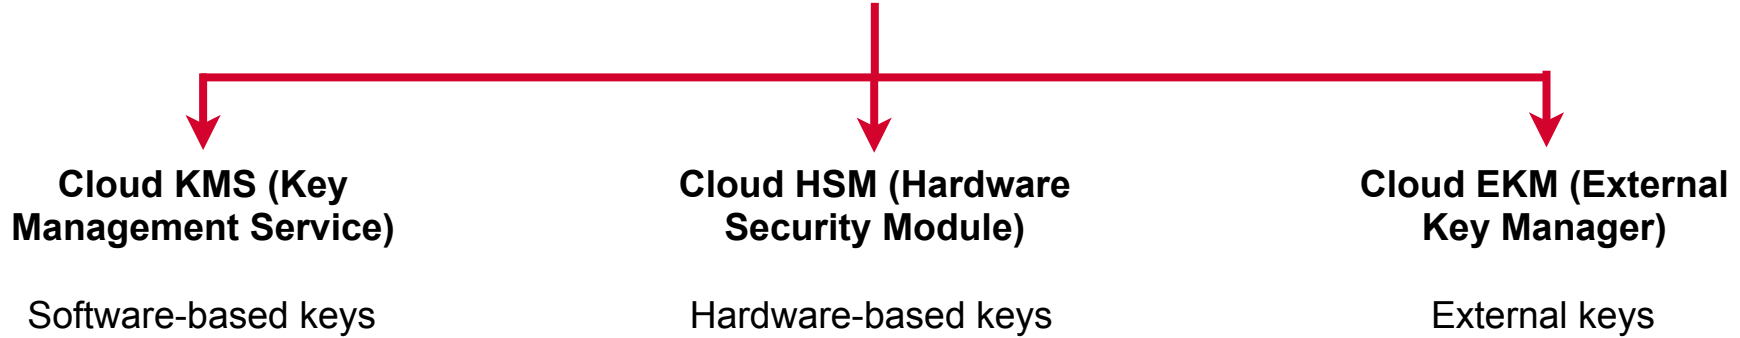 Cloud KMS (Key
Management Service)
Software-based keys
Cloud HSM (Hardware
Security Module)
Hardware-based keys
Cloud EKM (External
Key Manager)
External keys